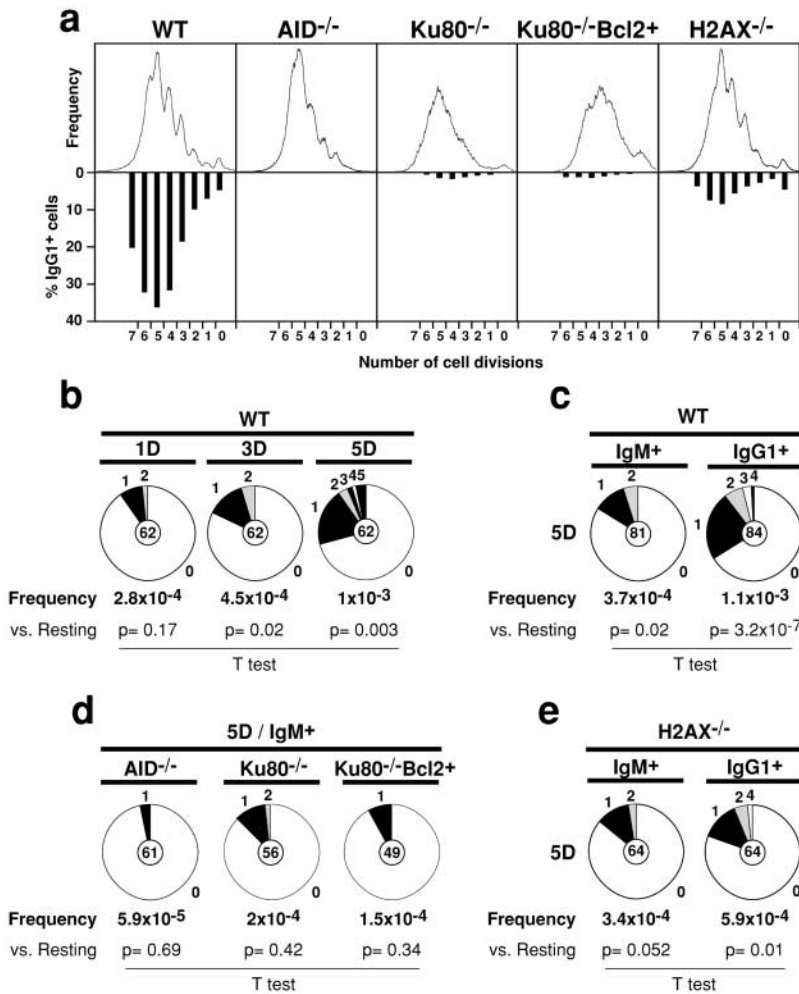 a
WT AID-/- Ku80-/- Ku80-/-Bcl2+ H2AX-/-
Frequency
0
10
20
30
40
% IgG1+ cells
7 6 5 4 3 2 1 0 7 6 5 4 3 2 1 0 7 6 5 4 3 2 1 0 7 6 5 4 3 2 1 0 7 6 5 4 3 2 1 0
Number of cell divisions
b
WT
1D 3D 5D
1 2 1 2 1 2 3 4 5
62 62 62
0 0 0
Frequency 2.8x10-4 4.5x10-4 1x10-3
vs. Resting p= 0.17 p= 0.02 p= 0.003
T test
c
WT
IgM+ IgG1+
1 2 1 2 3 4
5D 81 84
0 0
Frequency 3.7x10-4 1.1x10-3
vs. Resting p= 0.02 p= 3.2x10-7
T test
d
5D / IgM+
AID-/- Ku80-/- Ku80-/-Bcl2+
1 1 2 1
61 56 49
0 0 0
Frequency 5.9x10-5 2x10-4 1.5x10-4
vs. Resting p= 0.69 p= 0.42 p= 0.34
T test
e
H2AX-/-
IgM+ IgG1+
1 2 1 2 4
5D 64 64
0 0
Frequency 3.4x10-4 5.9x10-4
vs. Resting p= 0.052 p= 0.01
T test